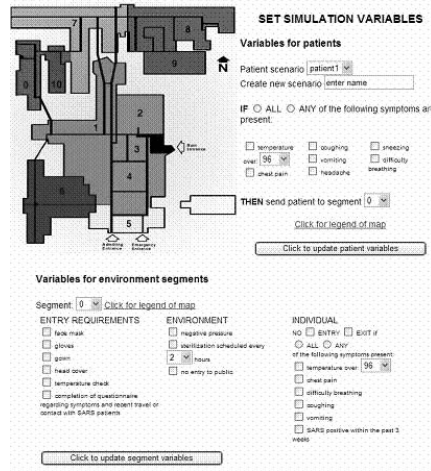 SET SIMULATION VARIABLES
Variables for patients
Patient scenario patient1
Create new scenario enter name
IF ALL ANY of the following symptoms ar
present:
temperature coughing sneezing
over 96 vomiting difficulty
breathing
chest pain headache
THEN send patient to segment 0
Click for legend of map
Click to update patient variables
7
8
9
N
0
10
1
2
3
4
5
6
Main
Entrance
Admitting
Entrance
Emergency
Entrance
Variables for environment segments
Segment: 0 Click for legend of map
ENTRY REQUIREMENTS
face mask
gloves
gown
head cover
temperature check
completion of questionnaire
regarding symptoms and recent travel or
contact with SARS patients
ENVIRONMENT
negative pressure
sterilization scheduled every
2 hours
no entry to public
INDIVIDUAL
NO ENTRY EXIT if
ALL ANY
of the following symptoms present:
temperature over 96
chest pain
difficulty breathing
coughing
vomiting
SARS positive within the past 3
weeks
Click to update segment variables